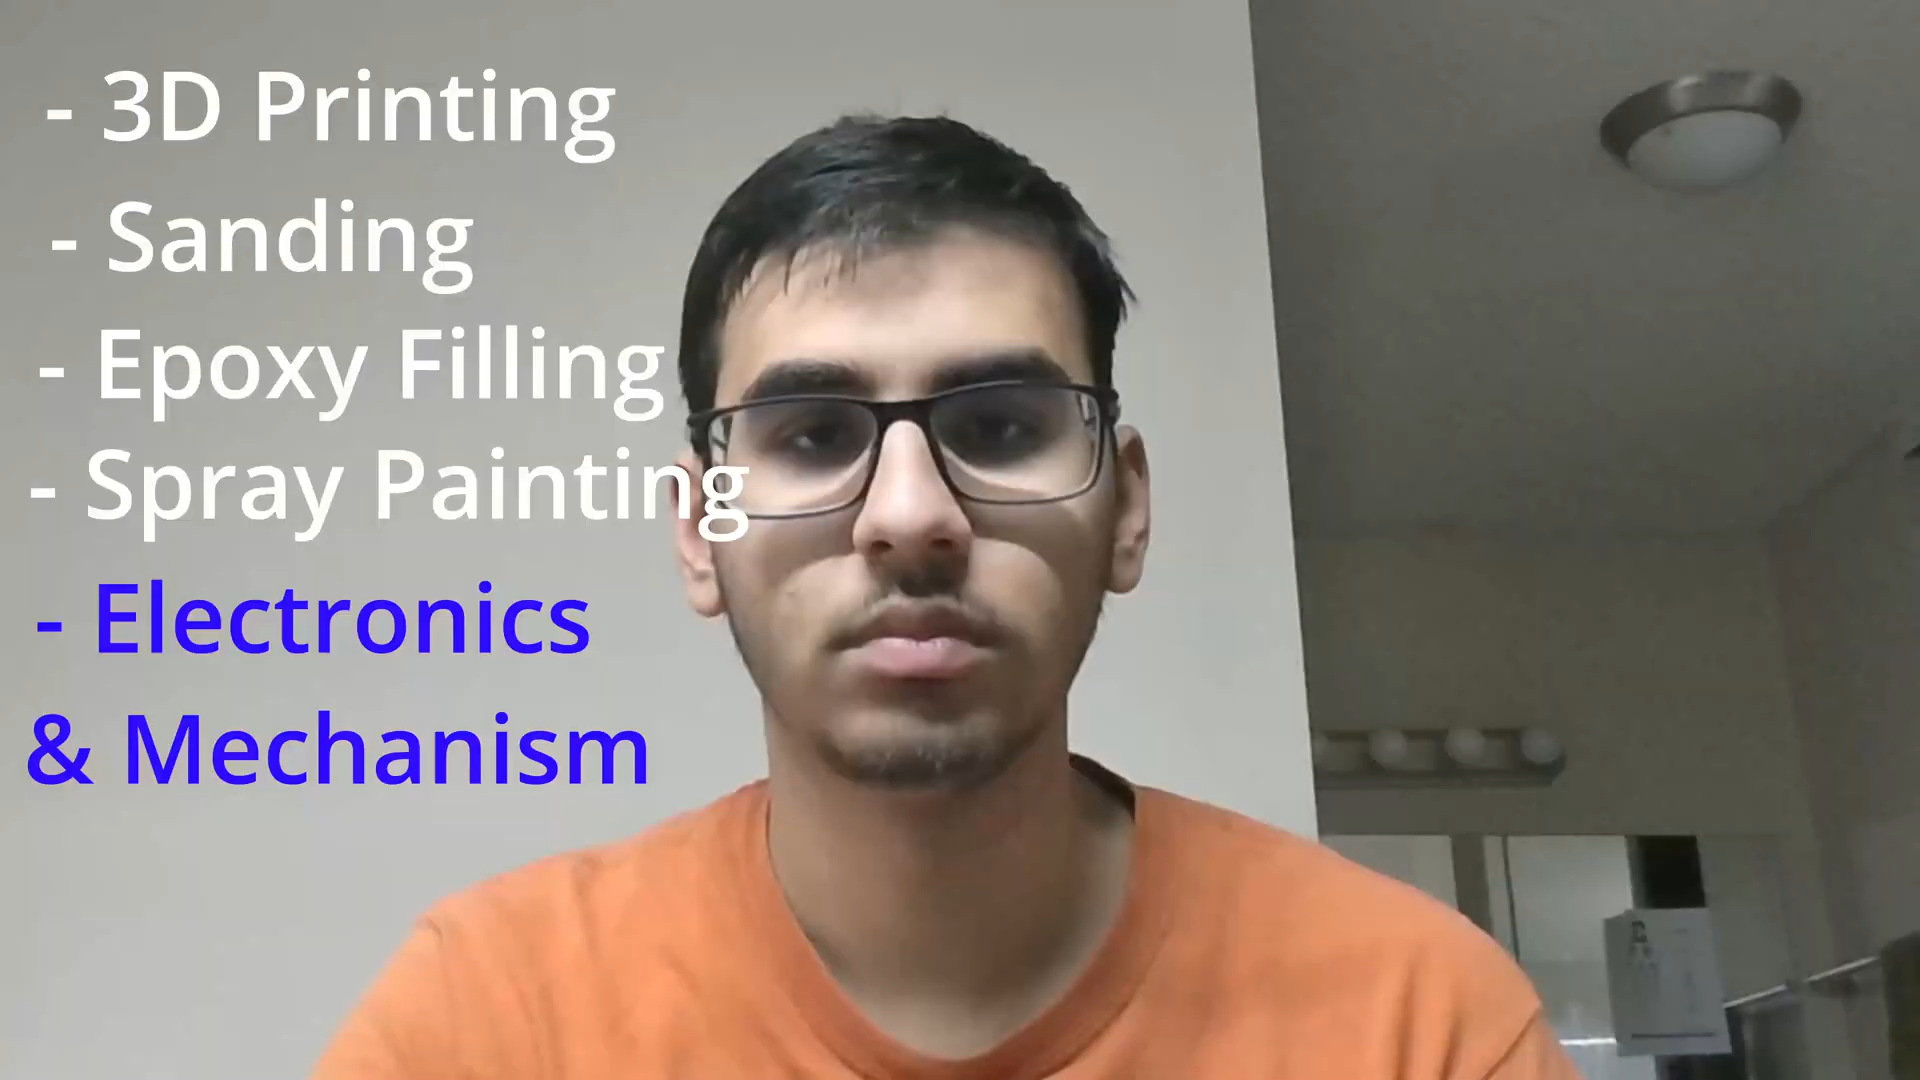 - 3D Printing
- Sanding
- Epoxy Filling
- Spray Painting
- Electronics
& Mechanism